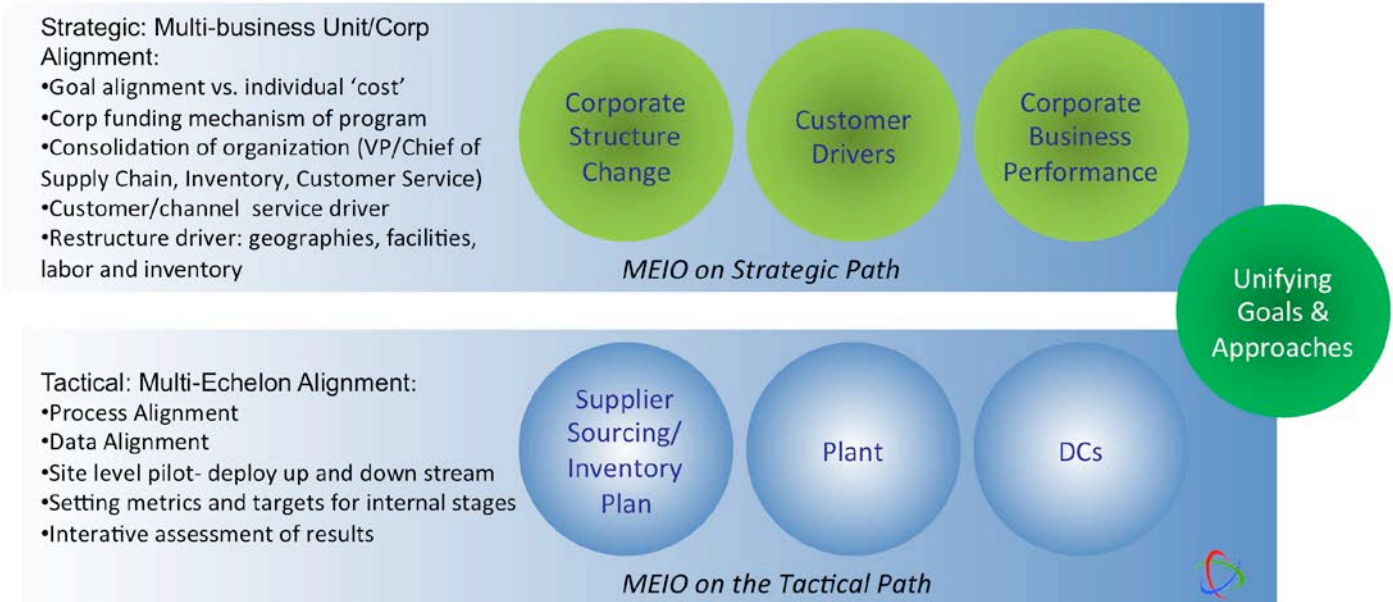 Strategic: Multi-business Unit/Corp
Alignment:
•Goal alignment vs. individual ‘cost’
•Corp funding mechanism of program
•Consolidation of organization (VP/Chief of
Supply Chain, Inventory, Customer Service)
•Customer/channel service driver
•Restructure driver: geographies, facilities,
labor and inventory
Corporate
Structure
Change
Customer
Drivers
Corporate
Business
Performance
MEIO on Strategic Path
Unifying
Goals &
Approaches
Tactical: Multi-Echelon Alignment:
•Process Alignment
•Data Alignment
•Site level pilot- deploy up and down stream
•Setting metrics and targets for internal stages
•Interative assessment of results
Supplier
Sourcing/
Inventory
Plan
Plant
DCs
MEIO on the Tactical Path